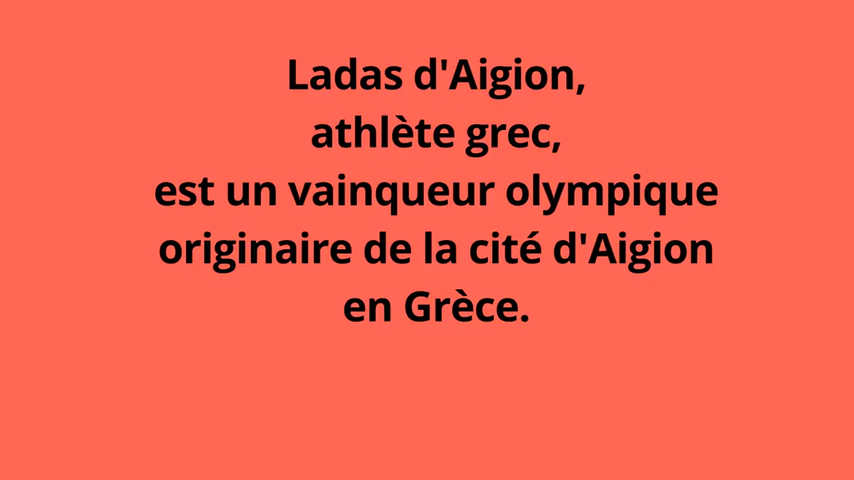 Ladas d'Aigion,
athlète grec,
est un vainqueur olympique
originaire de la cité d'Aigion
en Grèce.